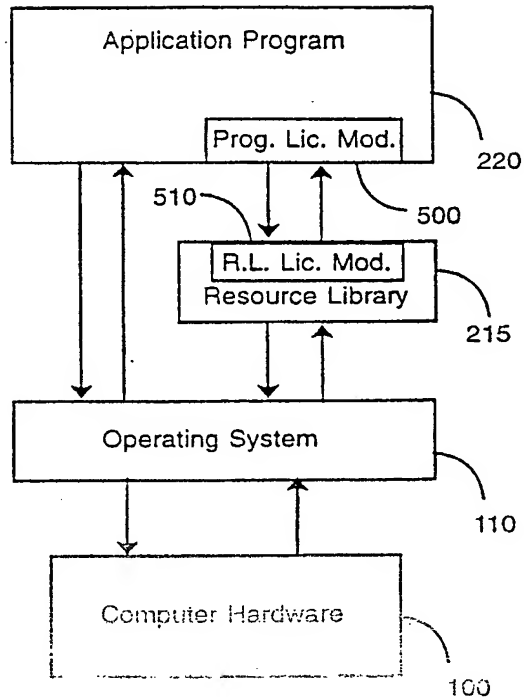 Application Program
Prog. Lic. Mod.
220
500
510
R.L. Lic. Mod.
Resource Library
215
Operating System
110
Computer Hardware
100